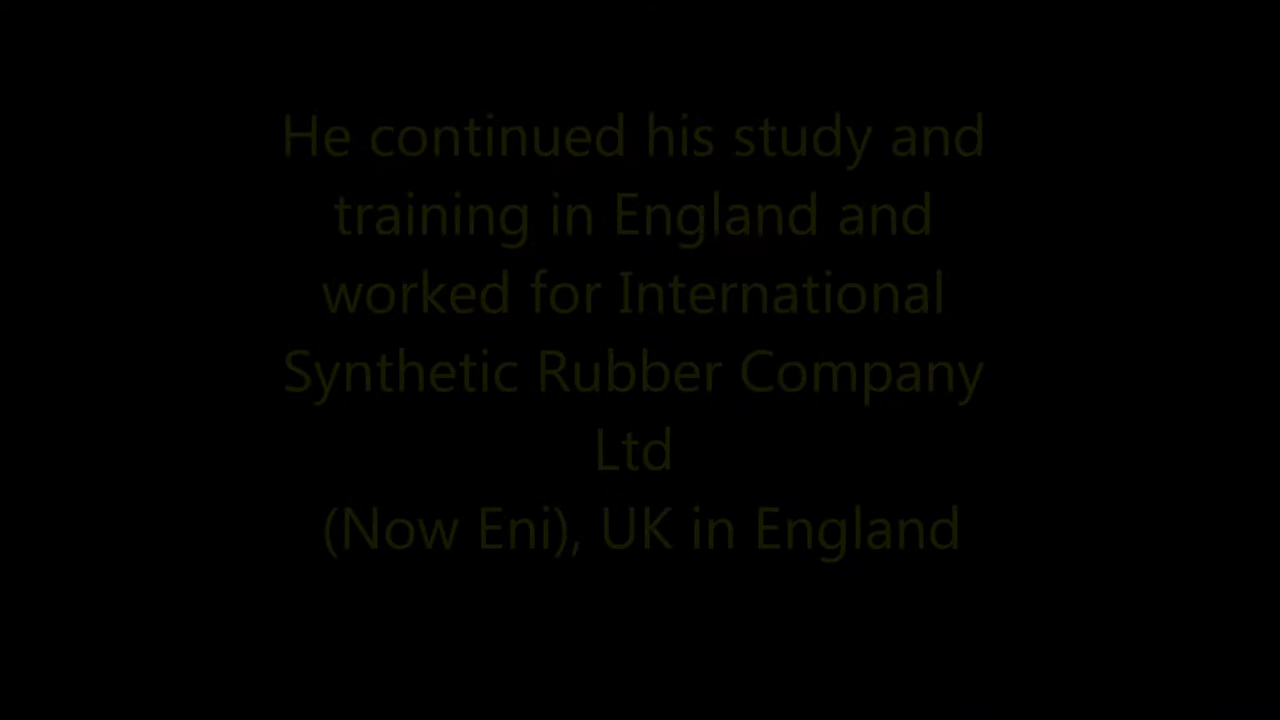 He continued his study and
training in England and
worked for International
Synthetic Rubber Company
Ltd
(Now Eni), UK in England